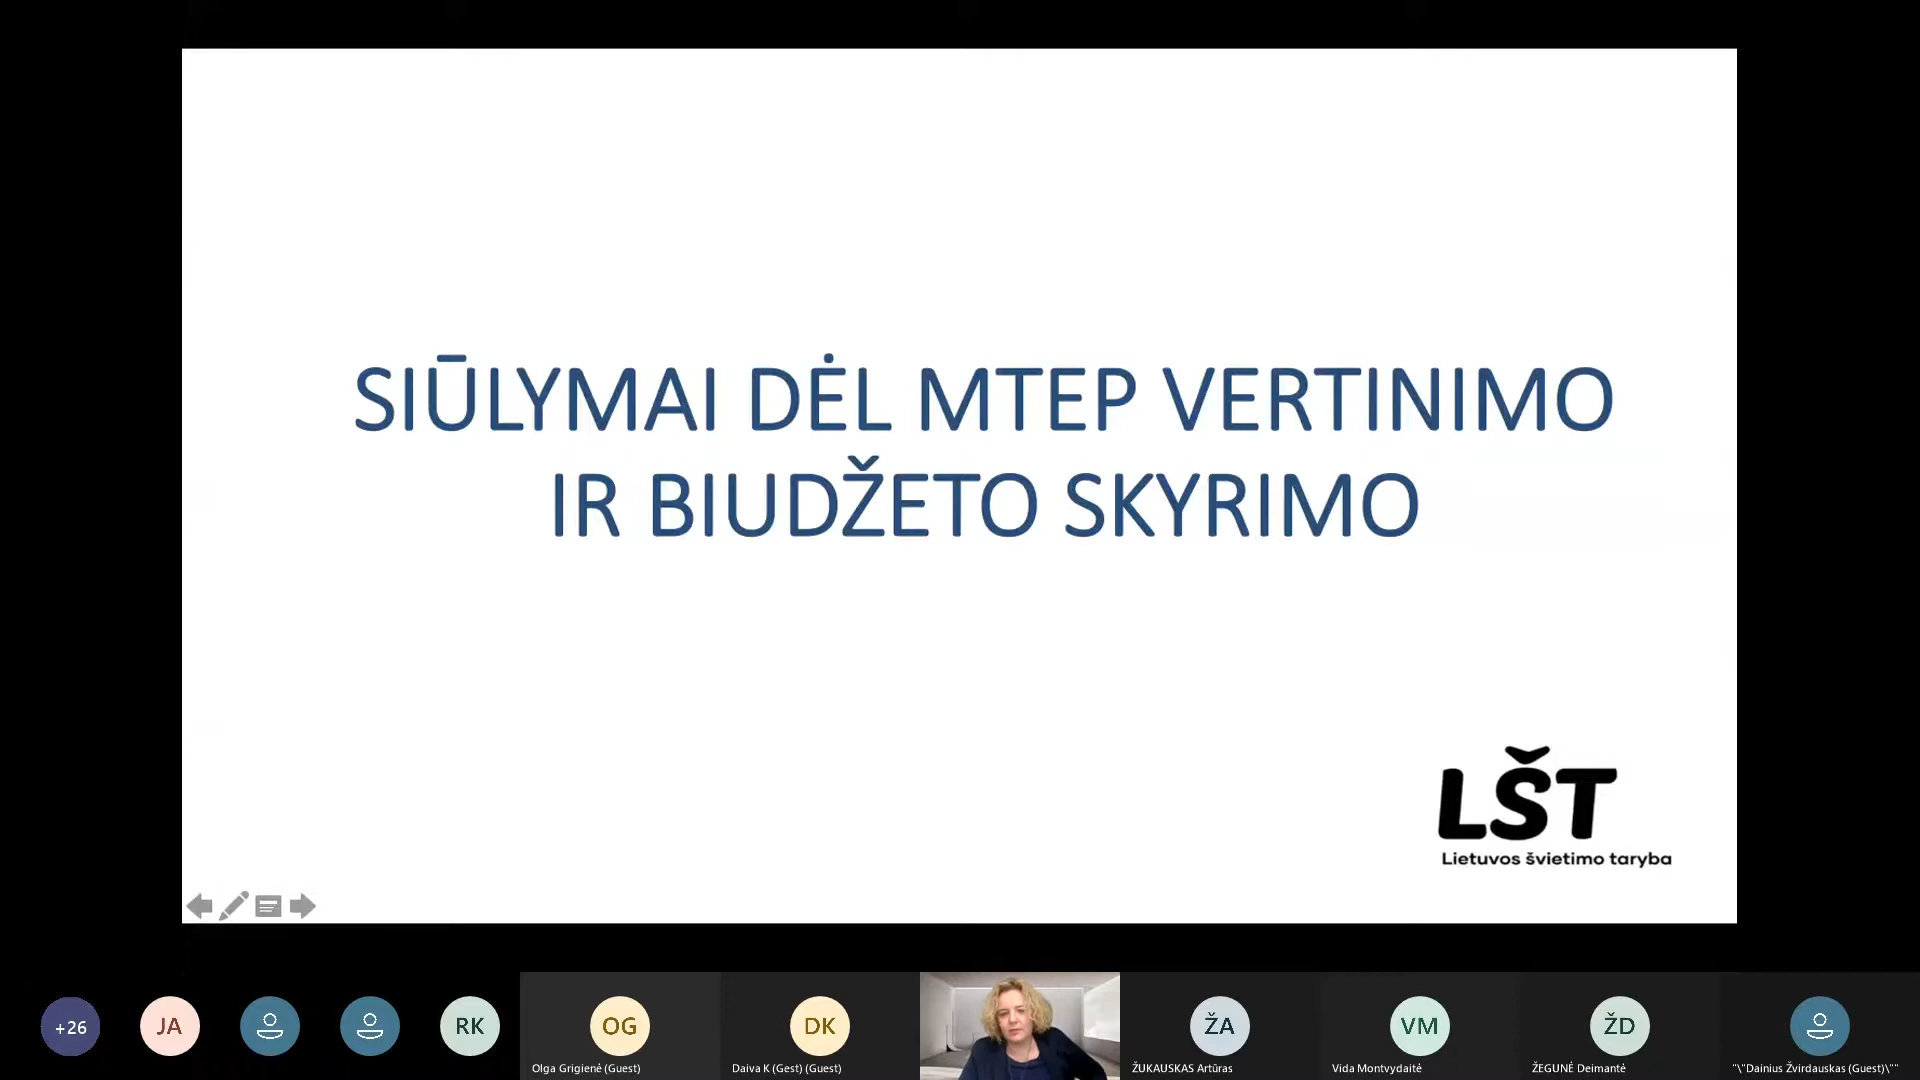 SIŪLYMAI DĖL MTEP VERTINIMO
IR BIUDŽETO SKYRIMO
LŠT
Lietuvos švietimo taryba
+26
JA
RK
OG
DK
ŽA
VM
ŽD
Olga Grigienė (Guest)
Daiva K (Gest) (Guest)
ŽUKAUSKAS Artūras
Vida Montvydaitė
ŽEGUNĖ Deimantė
"\"Dainius Žvirdauskas (Guest)\""